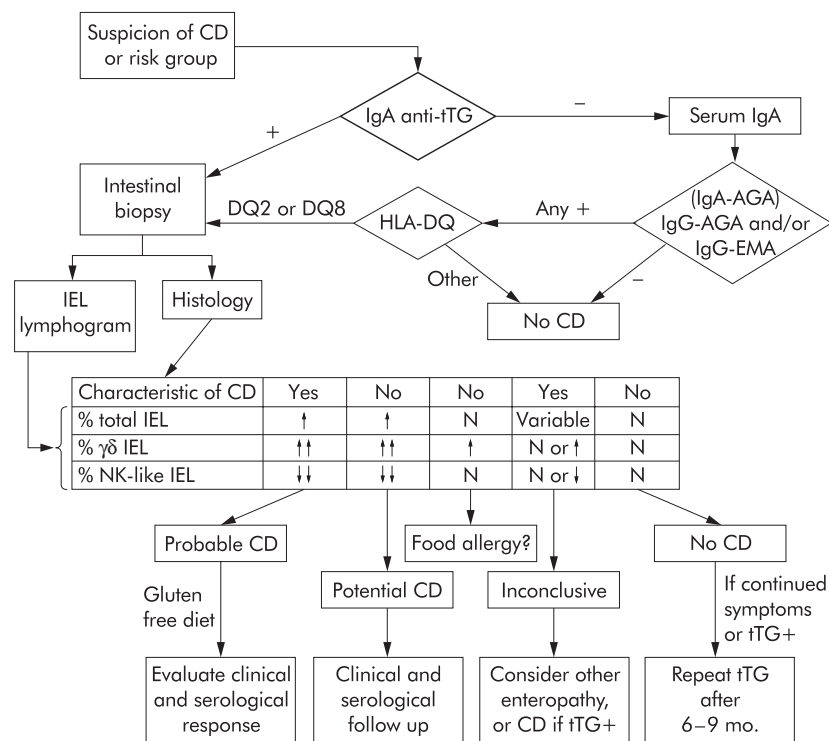 Suspicion of CD
or risk group
IgA anti-tTG
+
−
Serum IgA
Intestinal
biopsy
DQ2 or DQ8
HLA-DQ
Any +
(IgA-AGA)
IgG-AGA and/or
IgG-EMA
Other
−
No CD
IEL
lymphogram
Histology
Characteristic of CD Yes No No Yes No
% total IEL ↑ ↑ N Variable N
% γδ IEL ↑↑ ↑↑ ↑ N or ↑ N
% NK-like IEL ↓↓ ↓↓ N N or ↓ N
Probable CD
Food allergy?
No CD
Gluten
free diet
Potential CD
Inconclusive
If continued
symptoms
or tTG+
Evaluate clinical
and serological
response
Clinical and
serological
follow up
Consider other
enteropathy,
or CD if tTG+
Repeat tTG
after
6–9 mo.